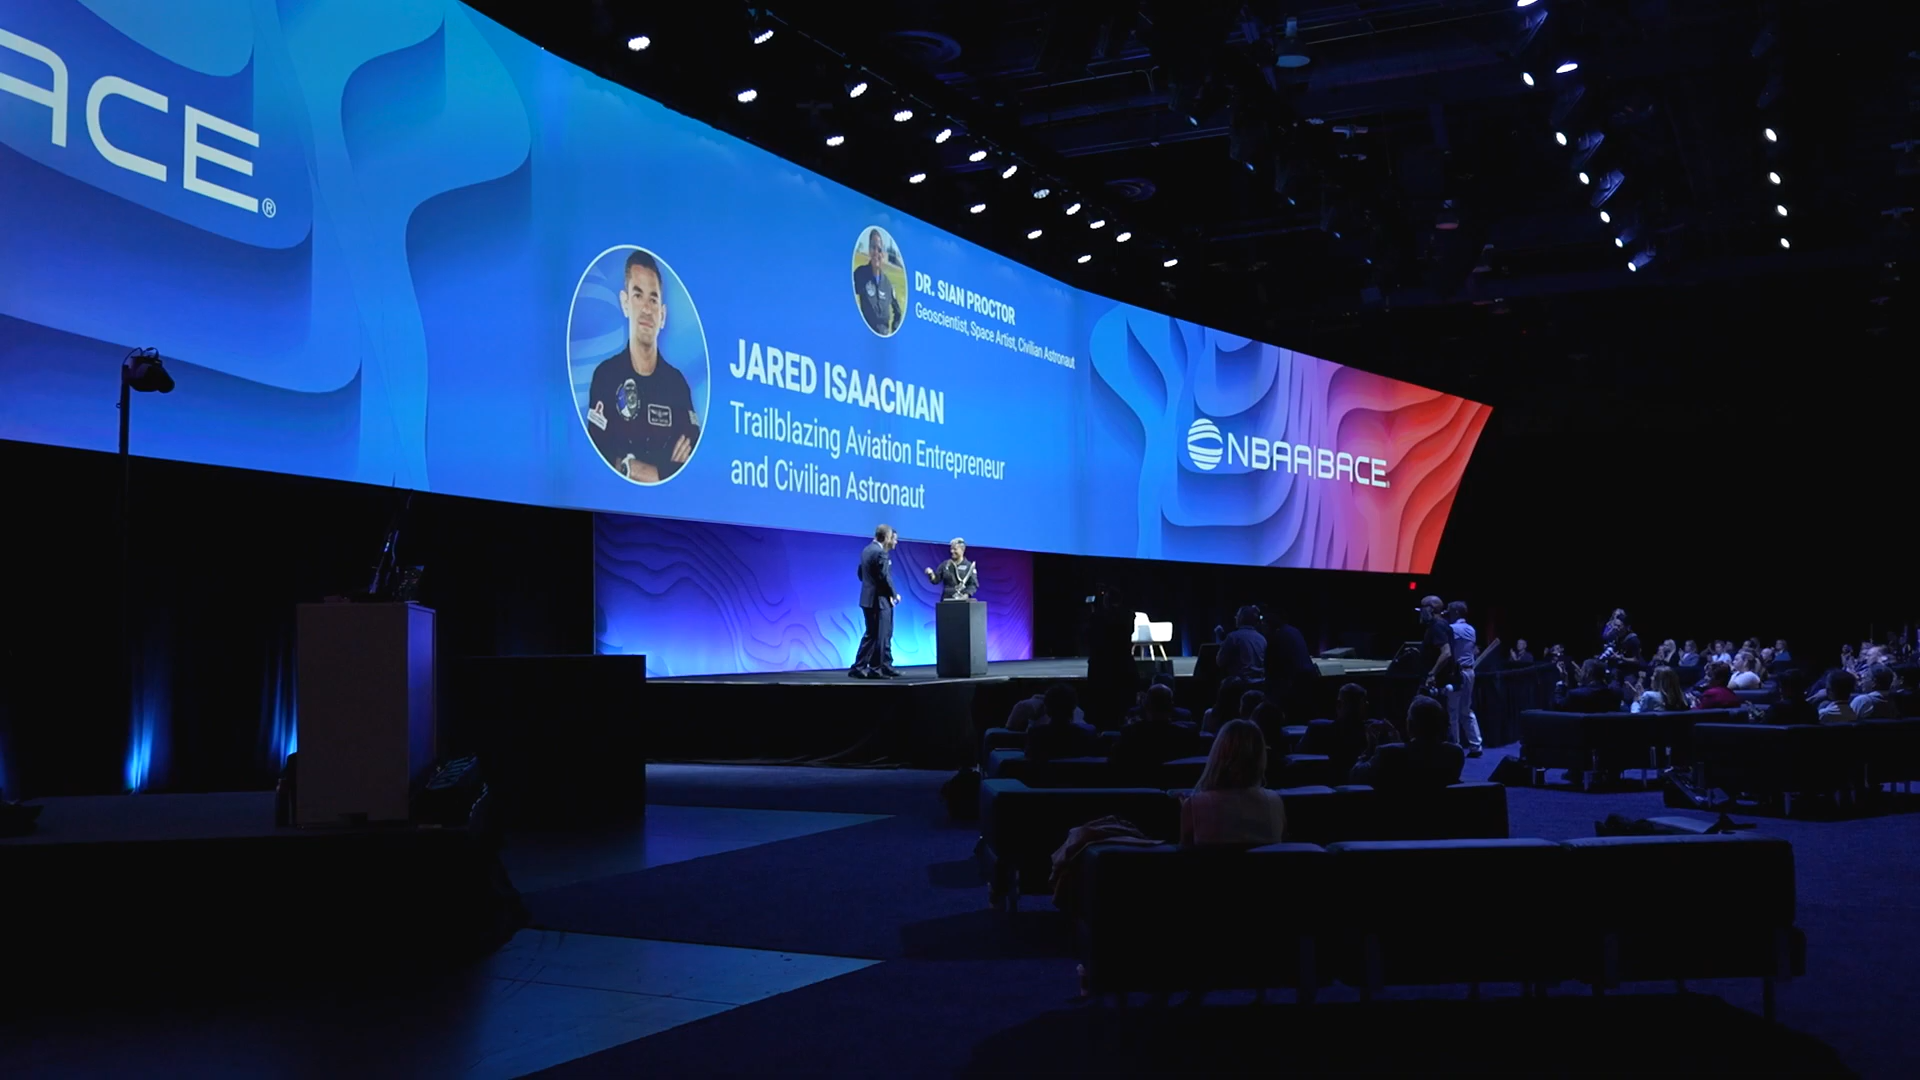 ACE®
DR. SIAN PROCTOR
Geoscientist, Space Artist, Civilian Astronaut
JARED ISAACMAN
Trailblazing Aviation Entrepreneur
and Civilian Astronaut
NBAA|BACE